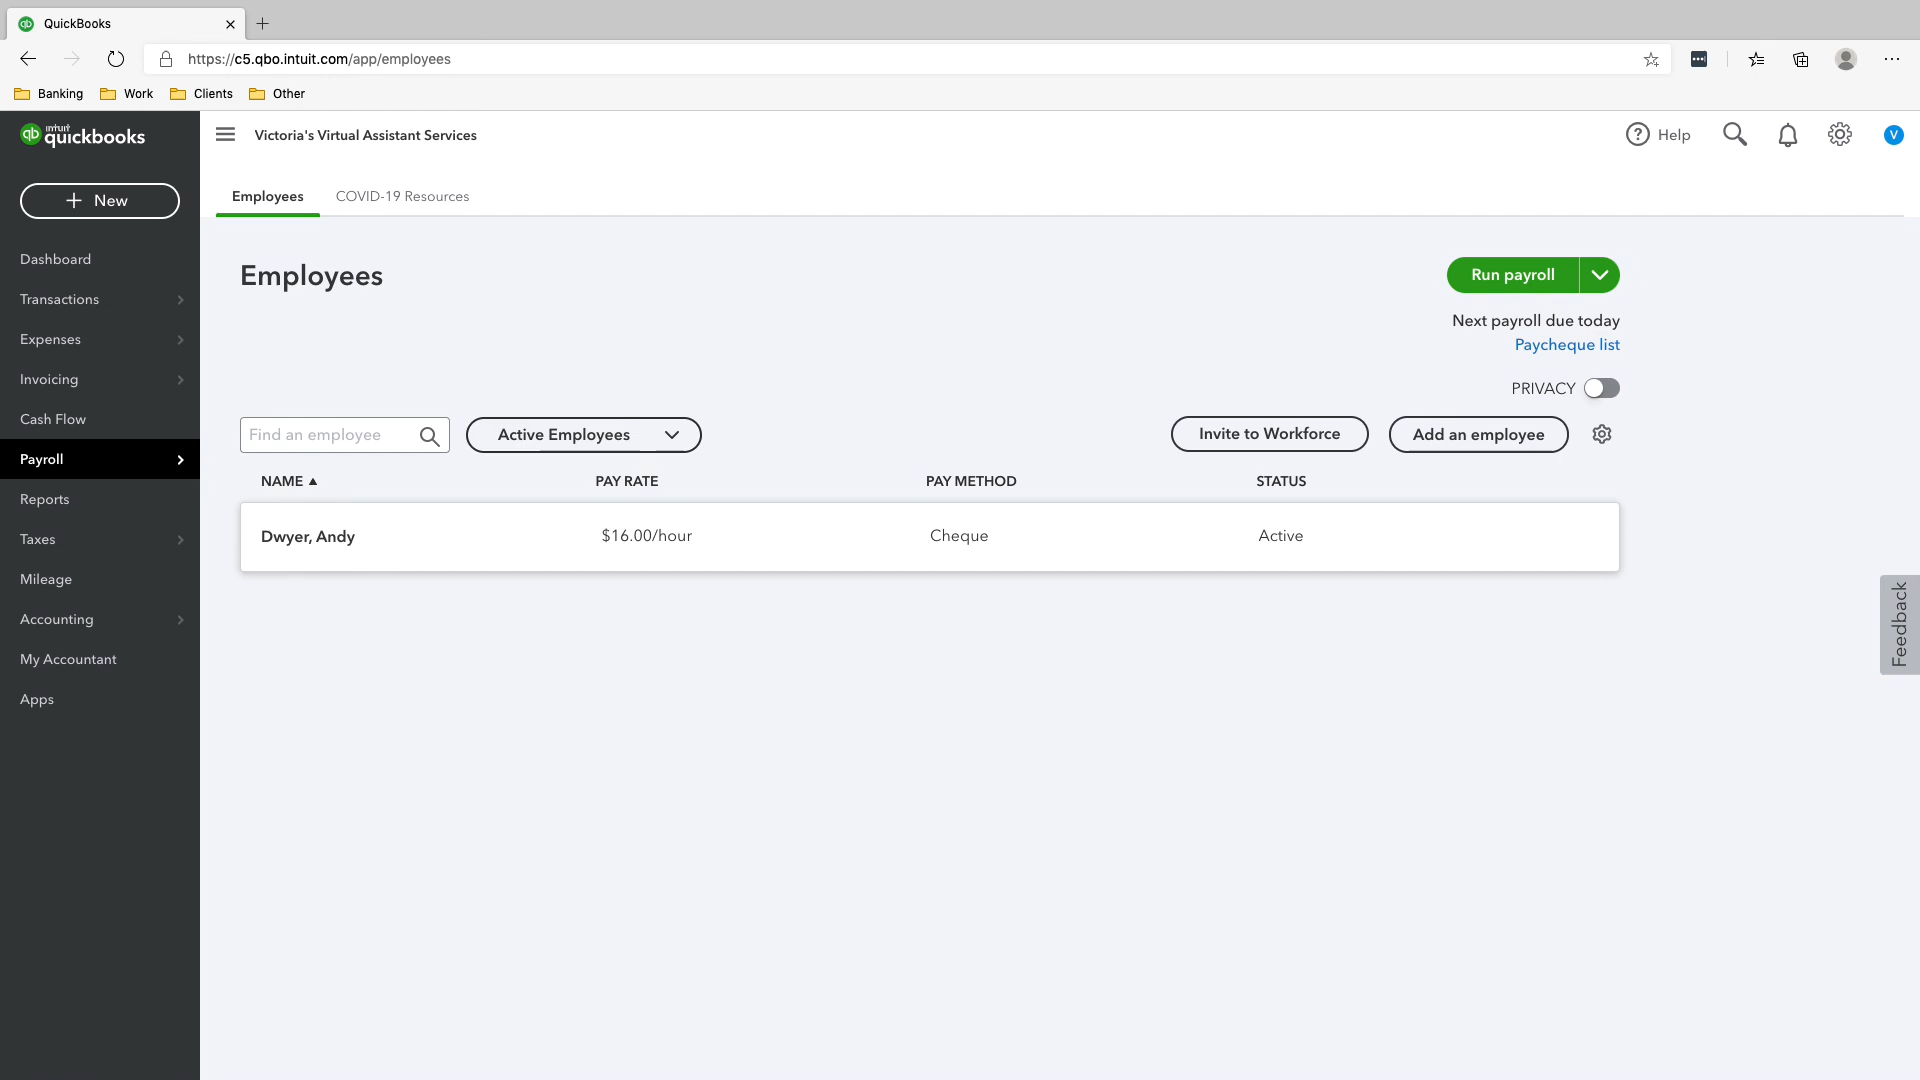 QuickBooks
https://c5.qbo.intuit.com/app/employees
Banking Work Clients Other
intuit quickbooks
Victoria's Virtual Assistant Services
Help
V
New
Employees COVID-19 Resources
Dashboard
Transactions
Expenses
Invoicing
Cash Flow
Payroll
Reports
Taxes
Mileage
Accounting
My Accountant
Apps
Employees
Run payroll
Next payroll due today
Paycheque list
PRIVACY
Find an employee Active Employees Invite to Workforce Add an employee
NAME PAY RATE PAY METHOD STATUS
Dwyer, Andy $16.00/hour Cheque Active
Feedback